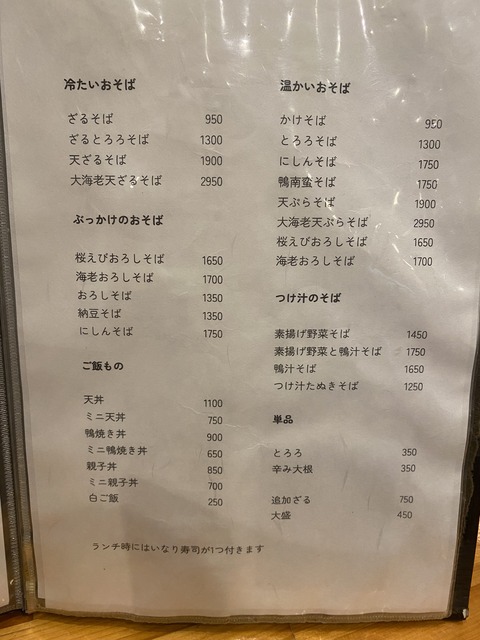 冷たいおそば
ざるそば 950
ざるとろろそば 1300
天ざるそば 1900
大海老天ざるそば 2950
ぶっかけのおそば
桜えびおろしそば 1650
海老おろしそば 1700
おろしそば 1350
納豆そば 1350
にしんそば 1750
ご飯もの
天丼 1100
ミニ天丼 750
鴨焼き丼 900
ミニ鴨焼き丼 650
親子丼 850
ミニ親子丼 700
白ご飯 250
温かいおそば
かけそば 950
とろろそば 1300
にしんそば 1750
鴨南蛮そば 1750
天ぷらそば 1900
大海老天ぷらそば 2950
桜えびおろしそば 1650
海老おろしそば 1700
つけ汁のそば
素揚げ野菜そば 1450
素揚げ野菜と鴨汁そば 1750
鴨汁そば 1650
つけ汁たぬきそば 1250
単品
とろろ 350
辛み大根 350
追加ざる 750
大盛 450
ランチ時にはいなり寿司が1つ付きます